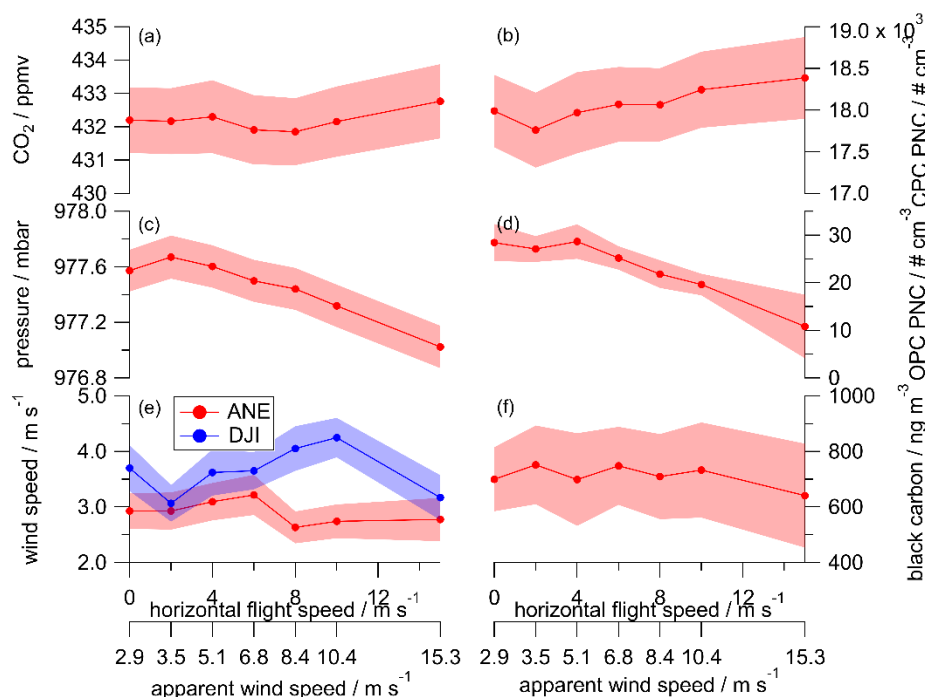 (a)
CO2 / ppmv
435
434
433
432
431
430
(b)
19.0 x 10^3
18.5
18.0
17.5
17.0
CPC PNC / # cm^-3
(c)
pressure / mbar
978.0
977.6
977.2
976.8
(d)
30
20
10
0
OPC PNC / # cm^-3
(e)
ANE
DJI
wind speed / m s^-1
5.0
4.0
3.0
2.0
(f)
1000
800
600
400
black carbon / ng m^-3
0 4 8 12
horizontal flight speed / m s^-1
2.9 3.5 5.1 6.8 8.4 10.4 15.3
apparent wind speed / m s^-1
0 4 8 12
horizontal flight speed / m s^-1
2.9 3.5 5.1 6.8 8.4 10.4 15.3
apparent wind speed / m s^-1